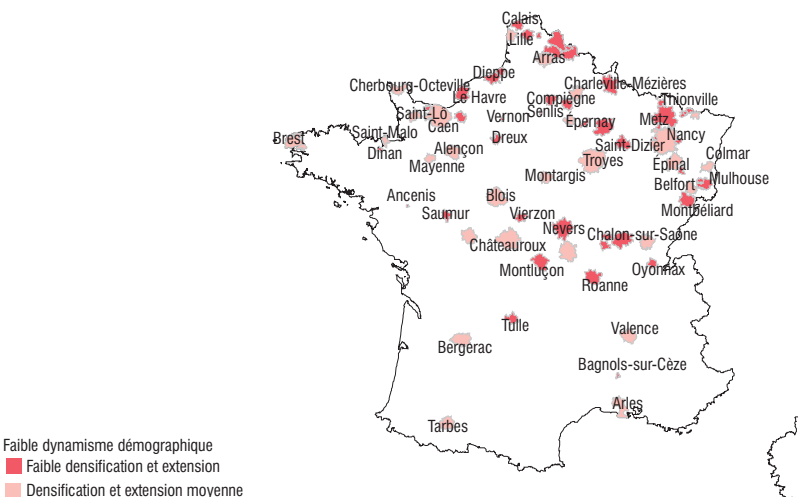 Calais
Lille
Arras
Dieppe
Cherbourg-Octeville
Charleville-Mézières
Le Havre
Compiègne
Thionville
Saint-Lô
Vernon
Senlis
Caen
Épernay
Metz
Brest
Saint-Malo
Dreux
Nancy
Saint-Dizier
Dinan
Alençon
Colmar
Troyes
Mayenne
Épinal
Montargis
Belfort
Mulhouse
Ancenis
Blois
Montbéliard
Saumur
Vierzon
Nevers
Chalon-sur-Saône
Châteauroux
Montluçon
Oyonnax
Roanne
Tulle
Valence
Bergerac
Bagnols-sur-Cèze
Arles
Tarbes
Faible dynamisme démographique
Faible densification et extension
Densification et extension moyenne